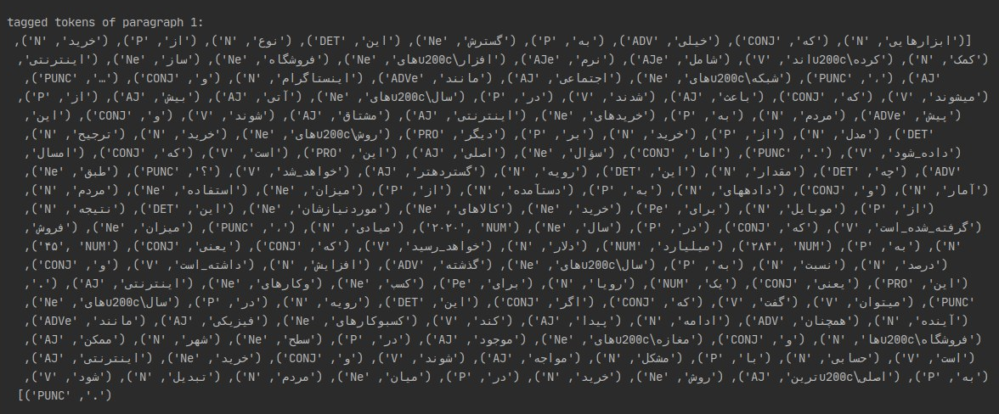 tagged tokens of paragraph 1:
[('ابزارهایی', 'N'), ('که', 'CONJ'), ('خیلی', 'ADV'), ('به', 'P'), ('گسترش', 'Ne'), ('این', 'DET'), ('نوع', 'N'), ('از', 'P'), ('خرید', 'N'),
('کمک', 'N'), ('کرده\u200cاند', 'V'), ('شامل', 'AJe'), ('نرم', 'AJe'), ('افزار\u200cهای', 'Ne'), ('فروشگاه', 'Ne'), ('ساز', 'Ne'), ('اینترنتی',
'AJ'), ('،', 'PUNC'), ('شبکه\u200cهای', 'Ne'), ('اجتماعی', 'AJ'), ('مانند', 'ADVe'), ('اینستاگرام', 'N'), ('و', 'CONJ'), ('…', 'PUNC'),
('میشوند', 'V'), ('که', 'CONJ'), ('باعث', 'AJ'), ('شدند', 'V'), ('در', 'P'), ('سال\u200cهای', 'Ne'), ('آتی', 'AJ'), ('بیش', 'AJ'), ('از', 'P'),
('پیش', 'ADVe'), ('مردم', 'N'), ('به', 'P'), ('خریدهای', 'Ne'), ('اینترنتی', 'AJ'), ('مشتاق', 'AJ'), ('شوند', 'V'), ('و', 'CONJ'), ('این',
'DET'), ('مدل', 'N'), ('از', 'P'), ('خرید', 'N'), ('بر', 'P'), ('دیگر', 'PRO'), ('روش\u200cهای', 'Ne'), ('خرید', 'N'), ('ترجیح', 'N'),
('داده_شود', 'V'), ('.', 'PUNC'), ('اما', 'CONJ'), ('سؤال', 'Ne'), ('اصلی', 'AJ'), ('این', 'PRO'), ('است', 'V'), ('که', 'CONJ'), ('امسال',
'ADV'), ('چه', 'DET'), ('مقدار', 'N'), ('این', 'DET'), ('رویه', 'N'), ('گستردهتر', 'AJ'), ('خواهد_شد', 'V'), ('؟', 'PUNC'), ('طبق', 'Ne'),
('آمار', 'N'), ('و', 'CONJ'), ('دادههای', 'N'), ('به', 'P'), ('دستآمده', 'N'), ('از', 'P'), ('میزان', 'Ne'), ('استفاده', 'Ne'), ('مردم', 'N'),
('از', 'P'), ('موبایل', 'N'), ('برای', 'Pe'), ('خرید', 'Ne'), ('کالاهای', 'Ne'), ('موردنیازشان', 'Ne'), ('این', 'DET'), ('نتیجه', 'N'),
('گرفته_شده_است', 'V'), ('که', 'CONJ'), ('در', 'P'), ('سال', 'Ne'), ('۲۰۲۰', 'NUM'), ('میادی', 'N'), ('،', 'PUNC'), ('میزان', 'Ne'), ('فروش',
'N'), ('به', 'P'), ('۲۸۴', 'NUM'), ('میلیارد', 'NUM'), ('دلار', 'N'), ('خواهد_رسید', 'V'), ('که', 'CONJ'), ('یعنی', 'CONJ'), ('۴۵', 'NUM'),
('درصد', 'N'), ('نسبت', 'N'), ('به', 'P'), ('سال\u200cهای', 'Ne'), ('گذشته', 'ADV'), ('افزایش', 'N'), ('داشته_است', 'V'), ('و', 'CONJ'),
('این', 'PRO'), ('یعنی', 'CONJ'), ('یک', 'NUM'), ('رویا', 'N'), ('برای', 'Pe'), ('کسب', 'Ne'), ('وکارهای', 'Ne'), ('اینترنتی', 'AJ'), ('.',
'PUNC'), ('میتوان', 'V'), ('گفت', 'V'), ('که', 'CONJ'), ('اگر', 'CONJ'), ('این', 'DET'), ('رویه', 'N'), ('در', 'P'), ('سال\u200cهای', 'Ne'),
('آینده', 'N'), ('همچنان', 'ADV'), ('ادامه', 'N'), ('پیدا', 'AJ'), ('کند', 'V'), ('کسبوکارهای', 'Ne'), ('فیزیکی', 'AJ'), ('مانند', 'ADVe'),
('فروشگاه\u200cها', 'N'), ('و', 'CONJ'), ('مغازه\u200cهای', 'Ne'), ('موجود', 'AJ'), ('در', 'P'), ('سطح', 'Ne'), ('شهر', 'N'), ('ممکن', 'AJ'),
('است', 'V'), ('حسابی', 'N'), ('با', 'P'), ('مشکل', 'N'), ('مواجه', 'AJ'), ('شوند', 'V'), ('و', 'CONJ'), ('خرید', 'Ne'), ('اینترنتی', 'AJ'),
('به', 'P'), ('اصلی\u200cترین', 'AJ'), ('روش', 'Ne'), ('خرید', 'N'), ('در', 'P'), ('میان', 'Ne'), ('مردم', 'N'), ('تبدیل', 'N'), ('شود', 'V'),
('.', 'PUNC')]